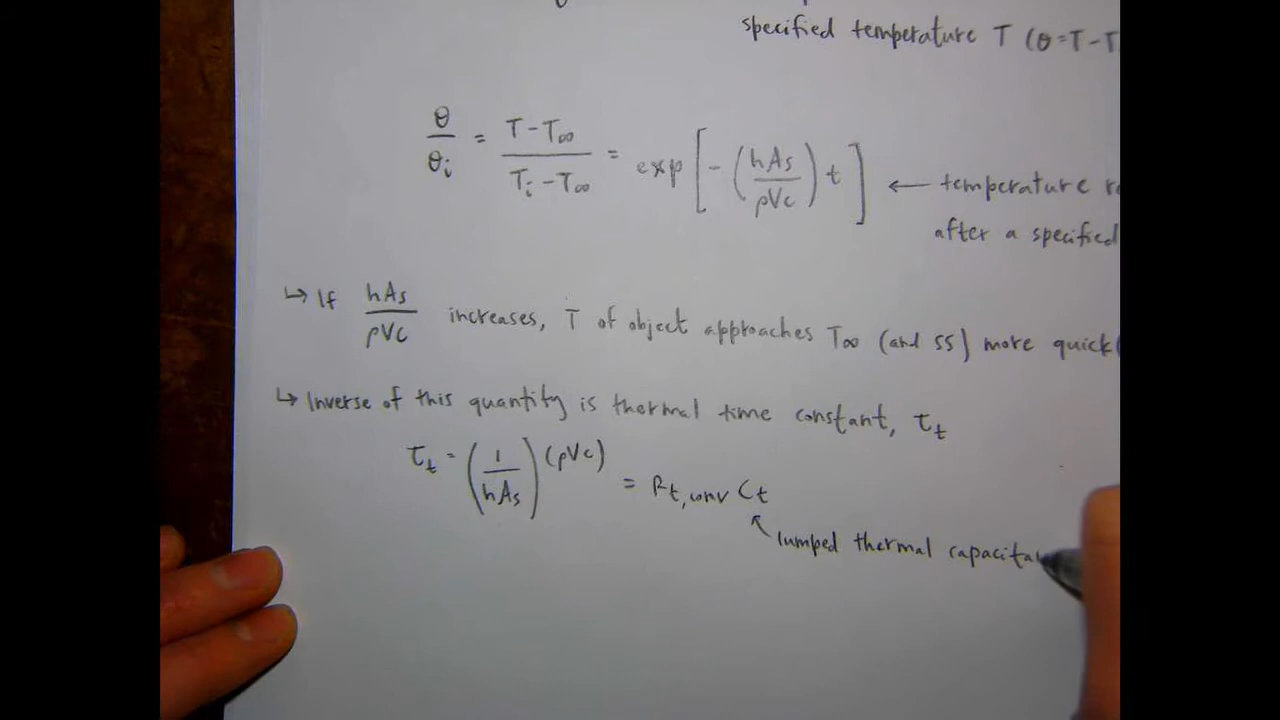 specified temperature T (θ=T-T
θ/θi = (T-T∞)/(Ti-T∞) = exp[-(hAs/ρVc)t] ← temperature r
after a specified
↳ If hAs/ρVc increases, T of object approaches T∞ (and SS) more quickl
↳ Inverse of this quantity is thermal time constant, τt
τt = (1/hAs)(ρVc) = Rt,conv Ct
↖ lumped thermal capacita